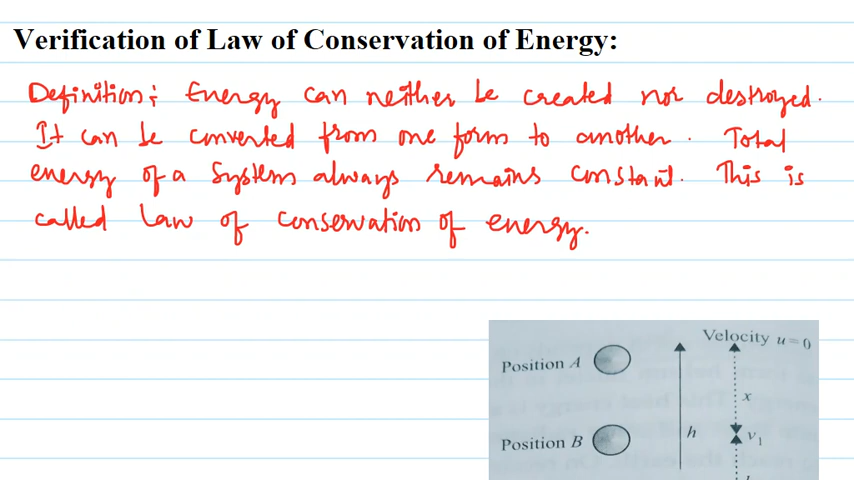 Verification of Law of Conservation of Energy:
Definition: Energy can neither be created nor destroyed.
It can be converted from one form to another. Total
energy of a system always remains constant. This is
called law of conservation of energy.
Velocity u = 0
Position A
x
Position B
h
v₁